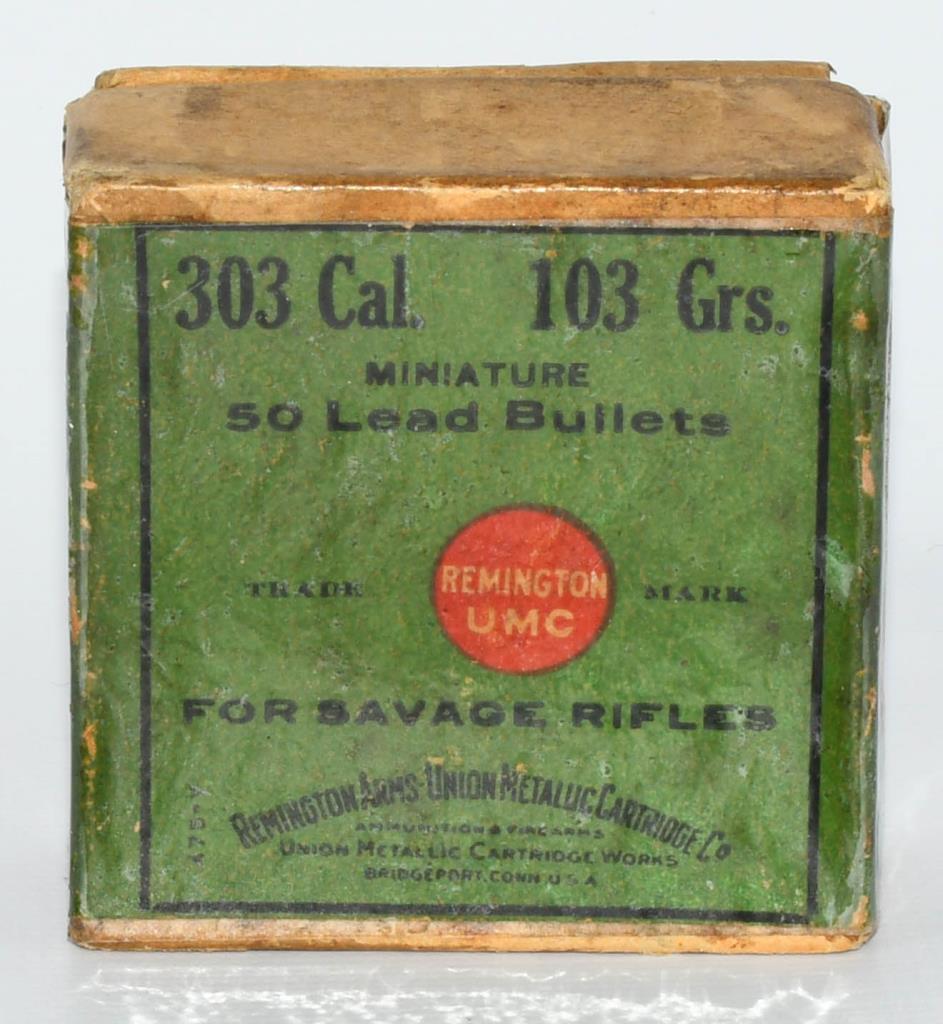 303 Cal. 103 Grs.
MINIATURE
50 Lead Bullets
TRADE REMINGTON UMC MARK
FOR SAVAGE RIFLES
REMINGTON ARMS-UNION METALLIC CARTRIDGE Co
AMMUNITION & FIREARMS
UNION METALLIC CARTRIDGE WORKS
BRIDGEPORT. CONN. U S A